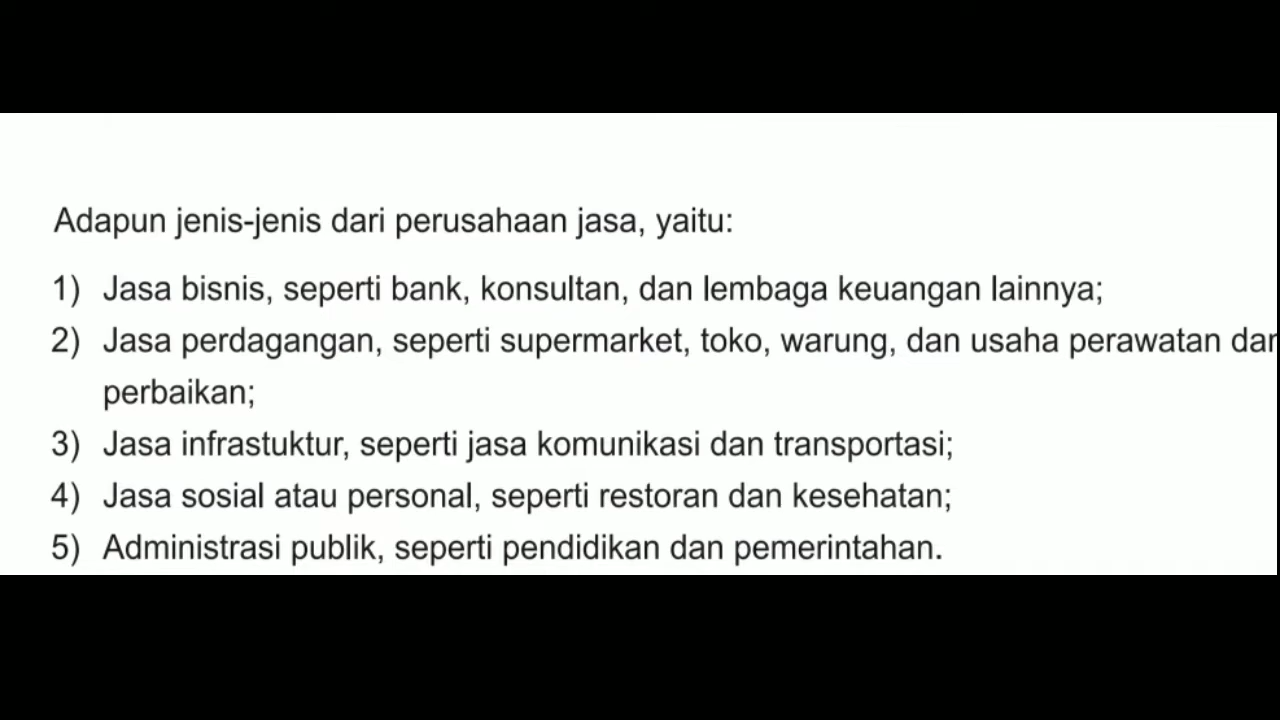 Adapun jenis-jenis dari perusahaan jasa, yaitu:
1) Jasa bisnis, seperti bank, konsultan, dan lembaga keuangan lainnya;
2) Jasa perdagangan, seperti supermarket, toko, warung, dan usaha perawatan dan
perbaikan;
3) Jasa infrastuktur, seperti jasa komunikasi dan transportasi;
4) Jasa sosial atau personal, seperti restoran dan kesehatan;
5) Administrasi publik, seperti pendidikan dan pemerintahan.